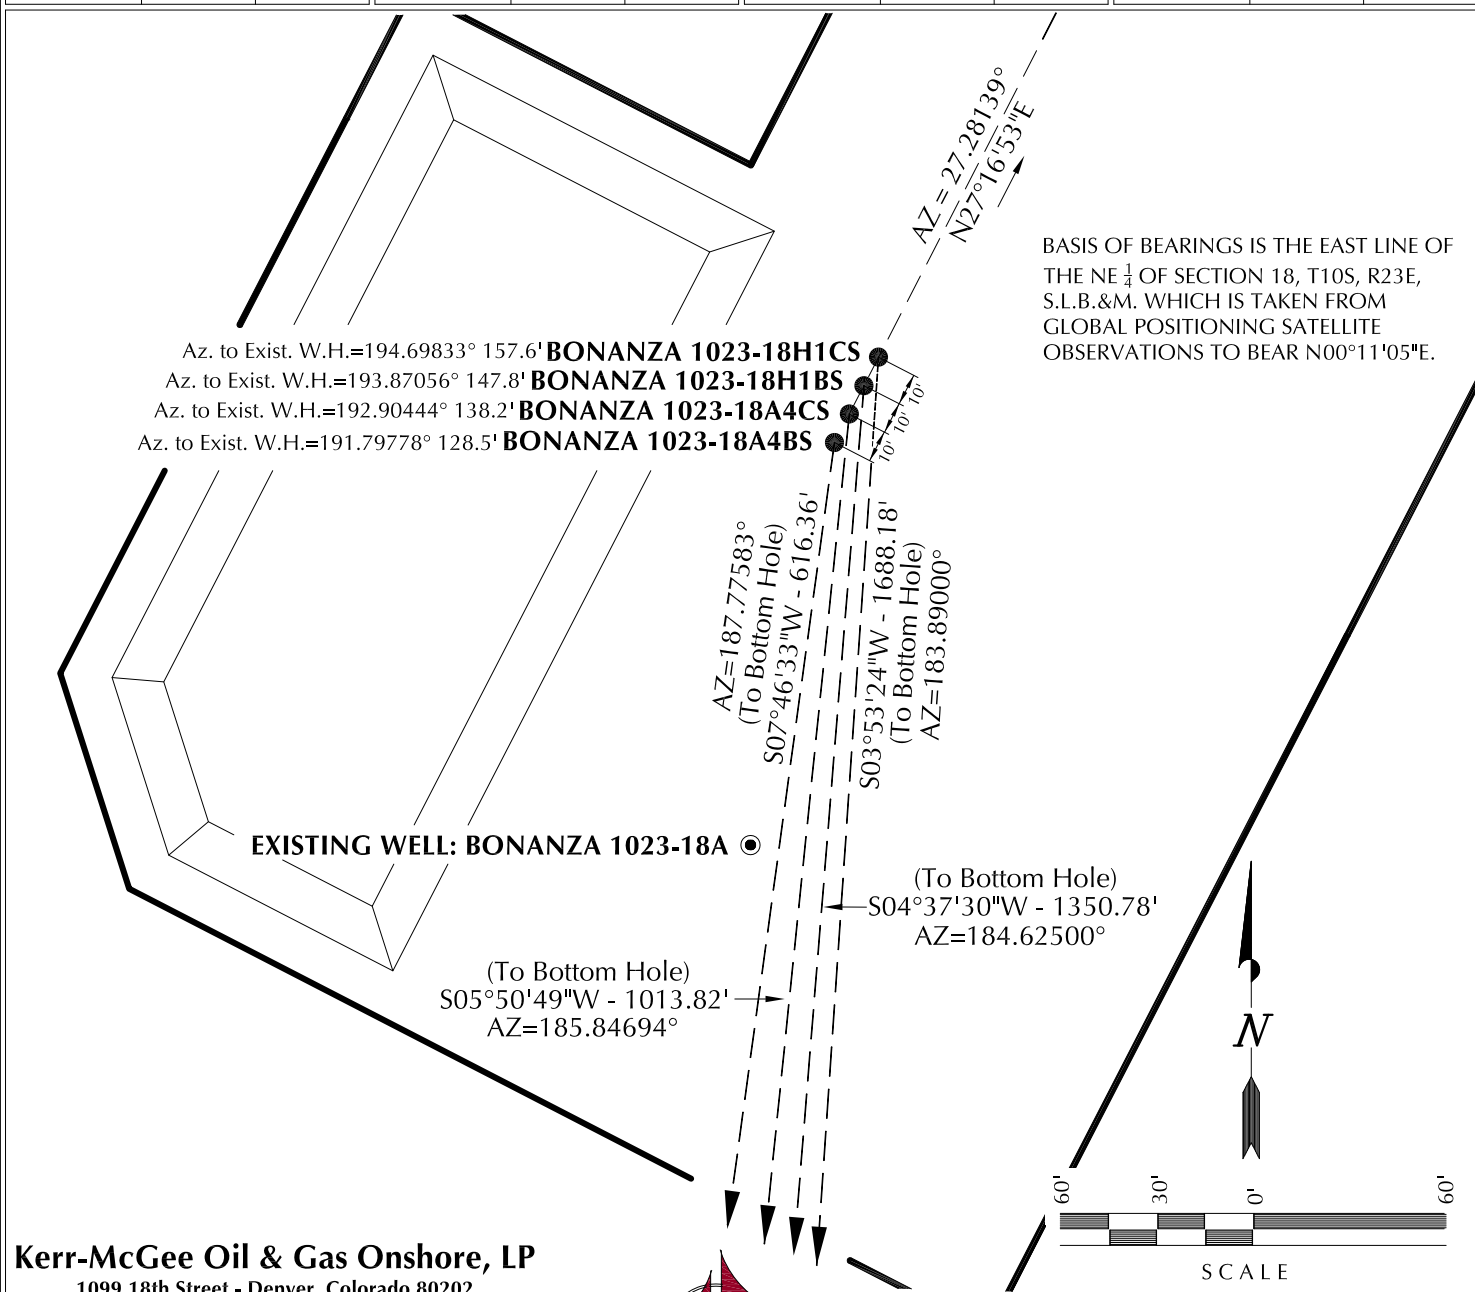 AZ = 27.28139°
N27°16'53"E
BASIS OF BEARINGS IS THE EAST LINE OF
THE NE 1/4 OF SECTION 18, T10S, R23E,
S.L.B.&M. WHICH IS TAKEN FROM
GLOBAL POSITIONING SATELLITE
OBSERVATIONS TO BEAR N00°11'05"E.
Az. to Exist. W.H.=194.69833° 157.6' BONANZA 1023-18H1CS
Az. to Exist. W.H.=193.87056° 147.8' BONANZA 1023-18H1BS
Az. to Exist. W.H.=192.90444° 138.2' BONANZA 1023-18A4CS
Az. to Exist. W.H.=191.79778° 128.5' BONANZA 1023-18A4BS
10'
10'
10'
AZ=187.77583°
(To Bottom Hole)
S07°46'33"W - 616.36'
S03°53'24"W - 1688.18'
(To Bottom Hole)
AZ=183.89000°
EXISTING WELL: BONANZA 1023-18A
(To Bottom Hole)
S04°37'30"W - 1350.78'
AZ=184.62500°
(To Bottom Hole)
S05°50'49"W - 1013.82'
AZ=185.84694°
N
60' 30' 0' 60'
SCALE
Kerr-McGee Oil & Gas Onshore, LP
1099 18th Street - Denver, Colorado 80202